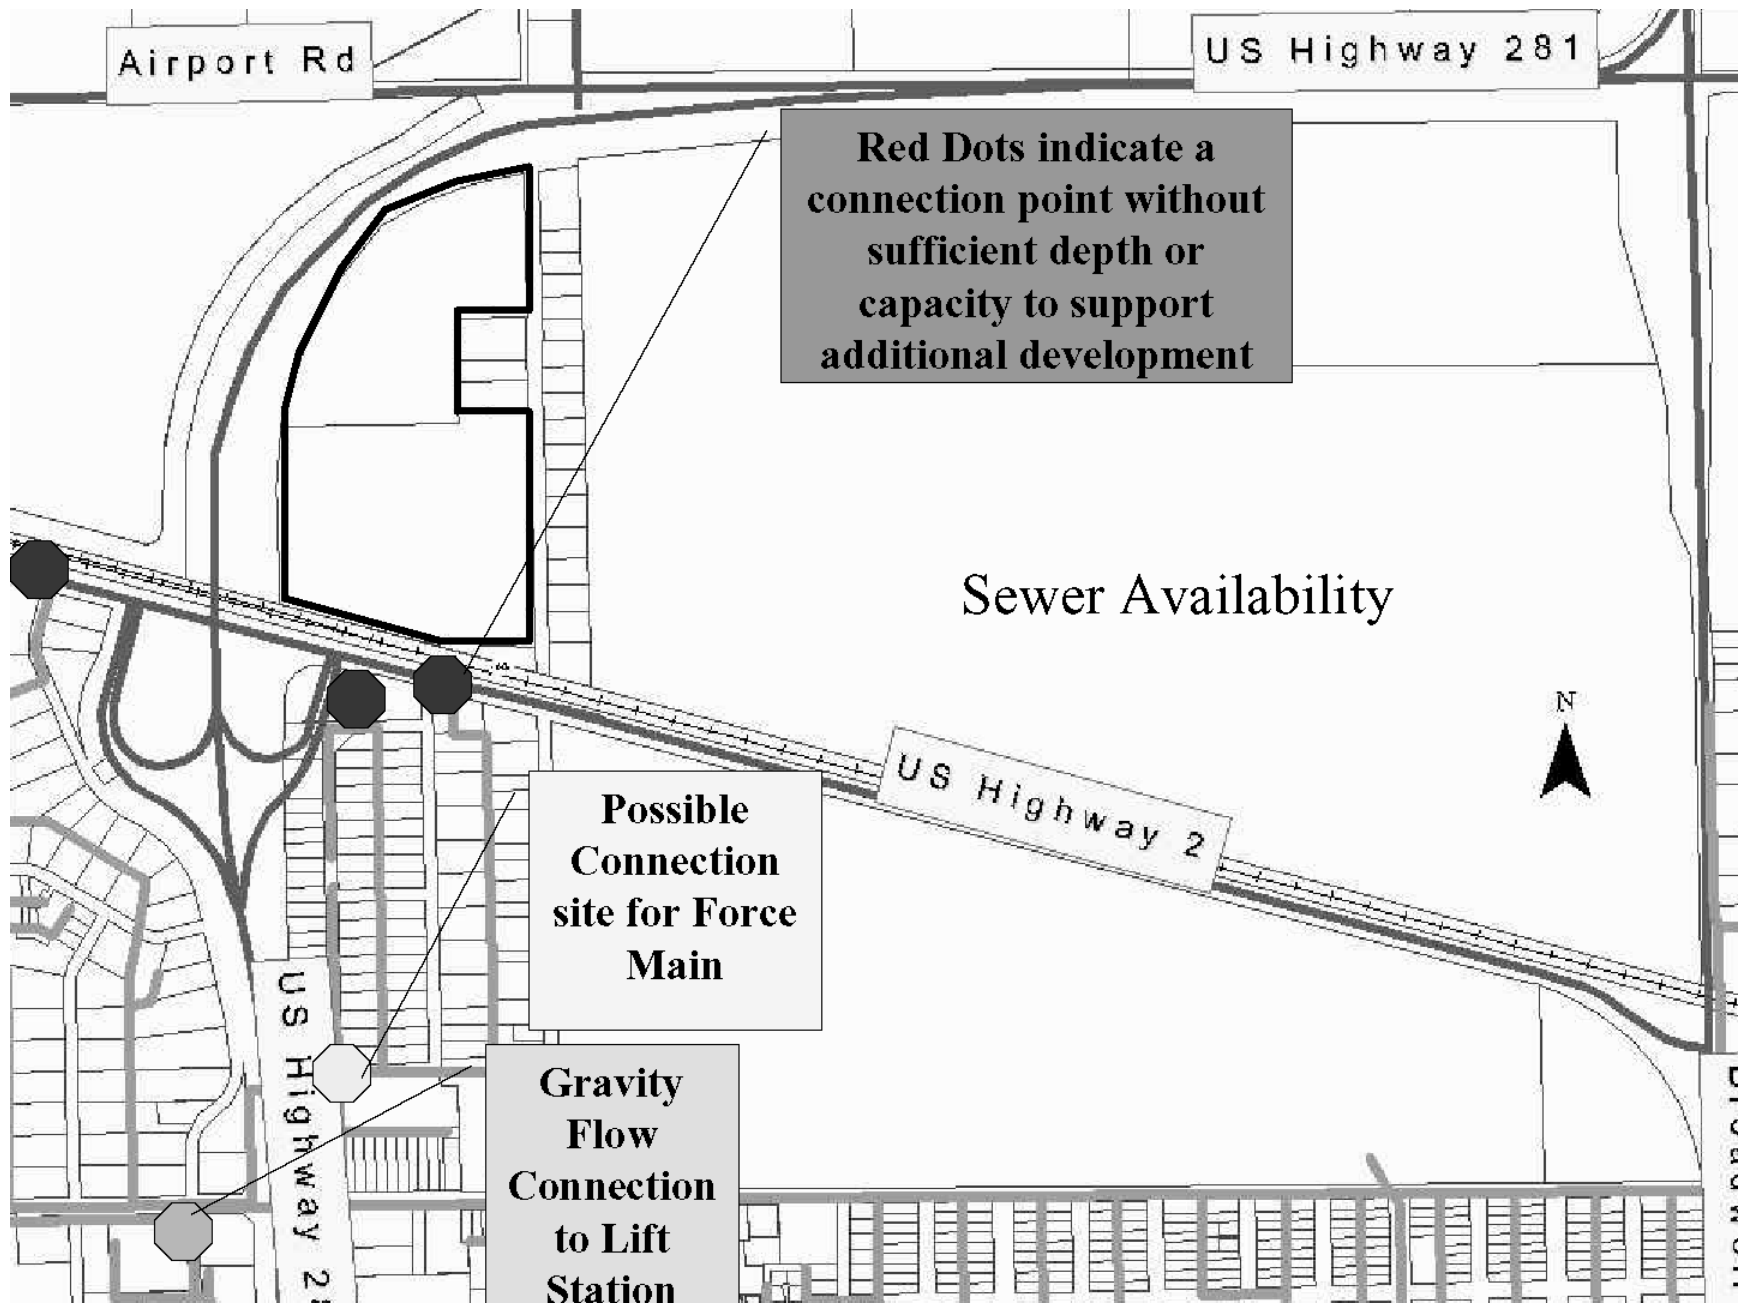 Airport Rd
US Highway 281
Red Dots indicate a
connection point without
sufficient depth or
capacity to support
additional development
Sewer Availability
N
US Highway 2
Possible
Connection
site for Force
Main
US Highway 2
Gravity
Flow
Connection
to Lift
Station